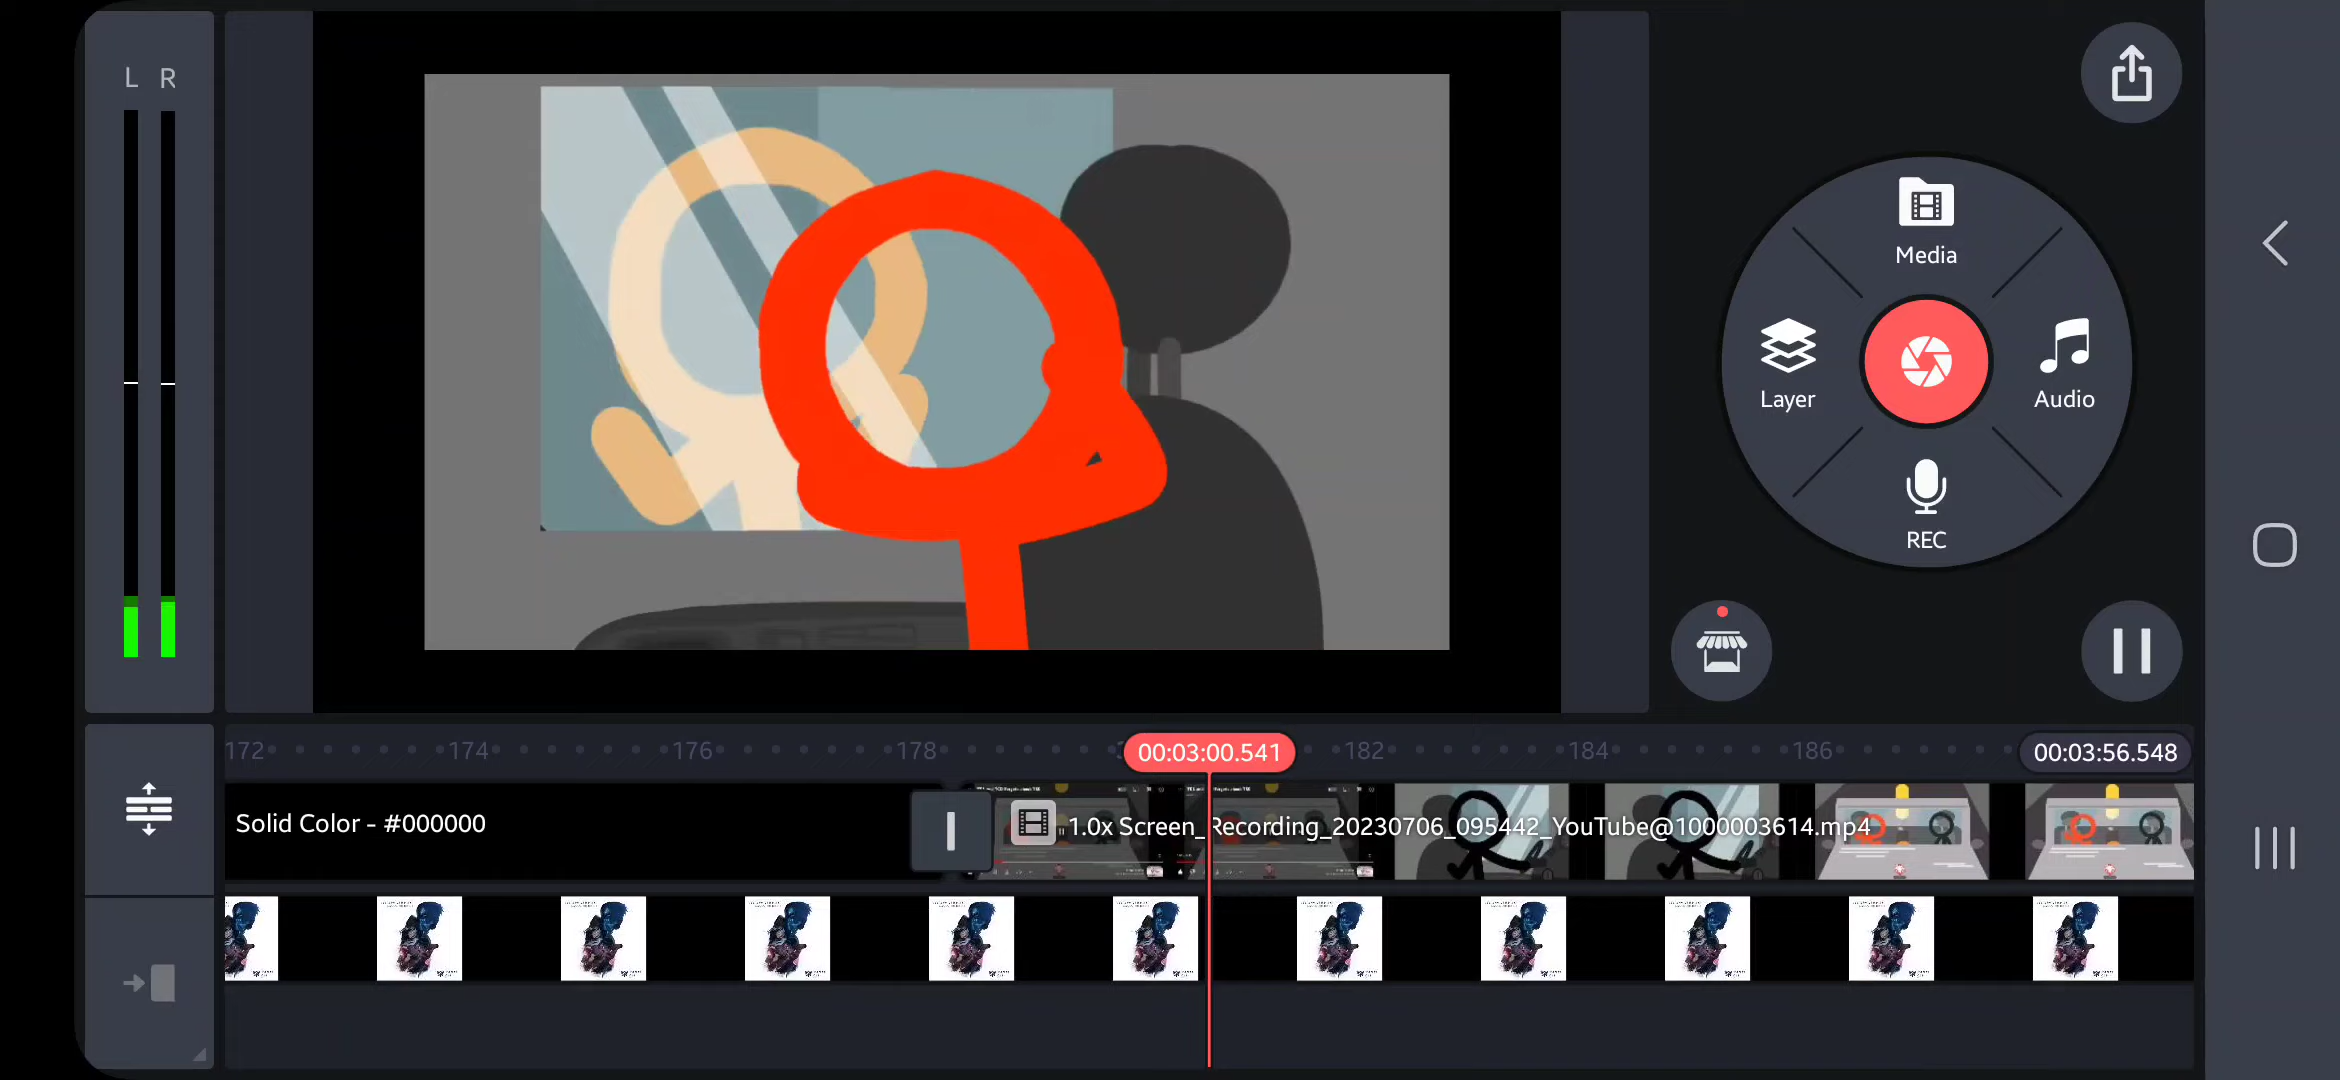 L R
Media
Layer
Audio
REC
172 174 176 178 00:03:00.541 182 184 186 00:03:56.548
Solid Color - #000000
1.0x Screen_Recording_20230706_095442_YouTube@1000003614.mp4